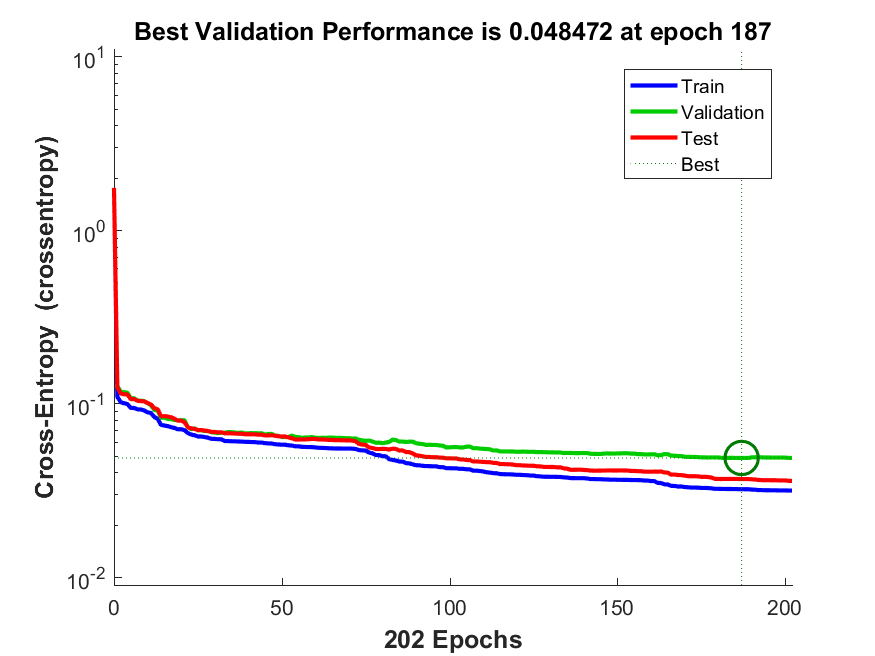 Best Validation Performance is 0.048472 at epoch 187
10^1
10^0
10^-1
10^-2
Cross-Entropy (crossentropy)
Train
Validation
Test
Best
0 50 100 150 200
202 Epochs